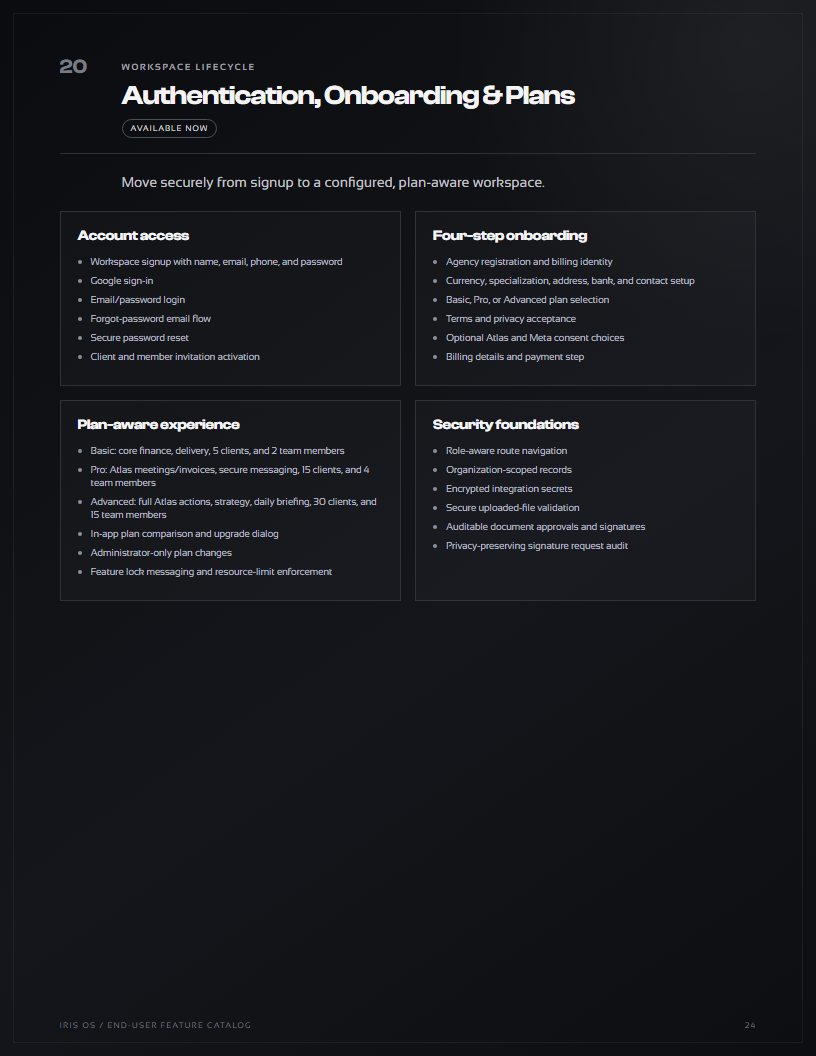 20
WORKSPACE LIFECYCLE
Authentication, Onboarding & Plans
AVAILABLE NOW
Move securely from signup to a configured, plan-aware workspace.
Account access
• Workspace signup with name, email, phone, and password
• Google sign-in
• Email/password login
• Forgot-password email flow
• Secure password reset
• Client and member invitation activation
Four-step onboarding
• Agency registration and billing identity
• Currency, specialization, address, bank, and contact setup
• Basic, Pro, or Advanced plan selection
• Terms and privacy acceptance
• Optional Atlas and Meta consent choices
• Billing details and payment step
Plan-aware experience
• Basic: core finance, delivery, 5 clients, and 2 team members
• Pro: Atlas meetings/invoices, secure messaging, 15 clients, and 4
team members
• Advanced: full Atlas actions, strategy, daily briefing, 30 clients, and
15 team members
• In-app plan comparison and upgrade dialog
• Administrator-only plan changes
• Feature lock messaging and resource-limit enforcement
Security foundations
• Role-aware route navigation
• Organization-scoped records
• Encrypted integration secrets
• Secure uploaded-file validation
• Auditable document approvals and signatures
• Privacy-preserving signature request audit
IRIS OS / END-USER FEATURE CATALOG
24